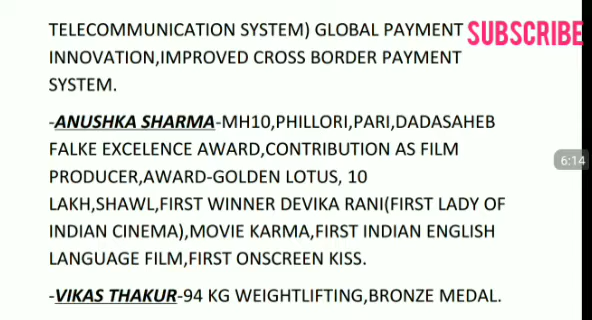 TELECOMMUNICATION SYSTEM) GLOBAL PAYMENT SUBSCRIBE
INNOVATION,IMPROVED CROSS BORDER PAYMENT
SYSTEM.
-ANUSHKA SHARMA-MH10,PHILLORI,PARI,DADASAHEB
FALKE EXCELENCE AWARD,CONTRIBUTION AS FILM
6:14
PRODUCER,AWARD-GOLDEN LOTUS, 10
LAKH,SHAWL,FIRST WINNER DEVIKA RANI(FIRST LADY OF
INDIAN CINEMA),MOVIE KARMA,FIRST INDIAN ENGLISH
LANGUAGE FILM,FIRST ONSCREEN KISS.
-VIKAS THAKUR-94 KG WEIGHTLIFTING,BRONZE MEDAL.